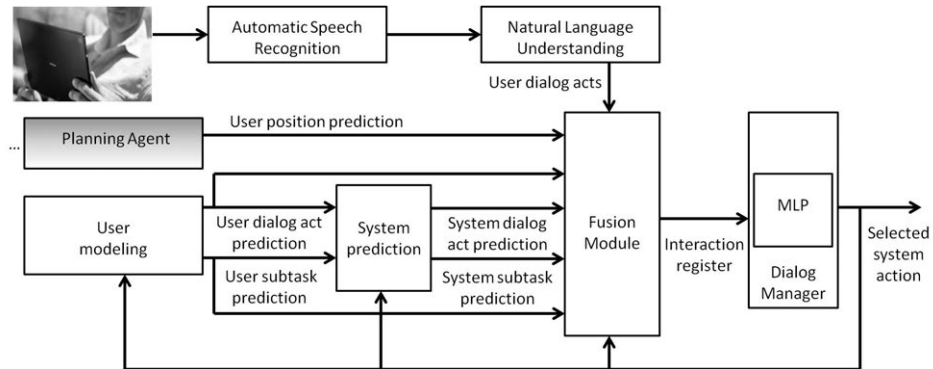 Automatic Speech
Recognition
Natural Language
Understanding
User dialog acts
User position prediction
...
Planning Agent
User
modeling
User dialog act
prediction
User subtask
prediction
System
prediction
System dialog
act prediction
System subtask
prediction
Fusion
Module
Interaction
register
MLP
Dialog
Manager
Selected
system
action